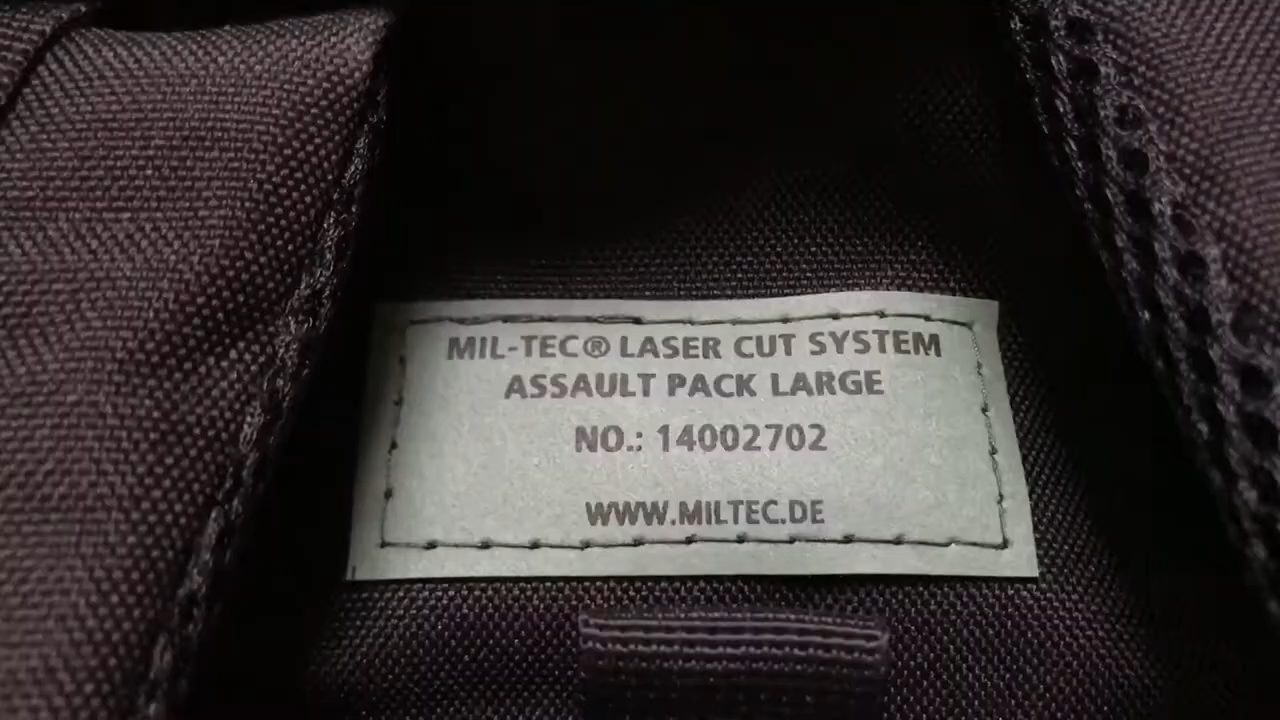 MIL-TEC® LASER CUT SYSTEM
ASSAULT PACK LARGE
NO.: 14002702
WWW.MILTEC.DE